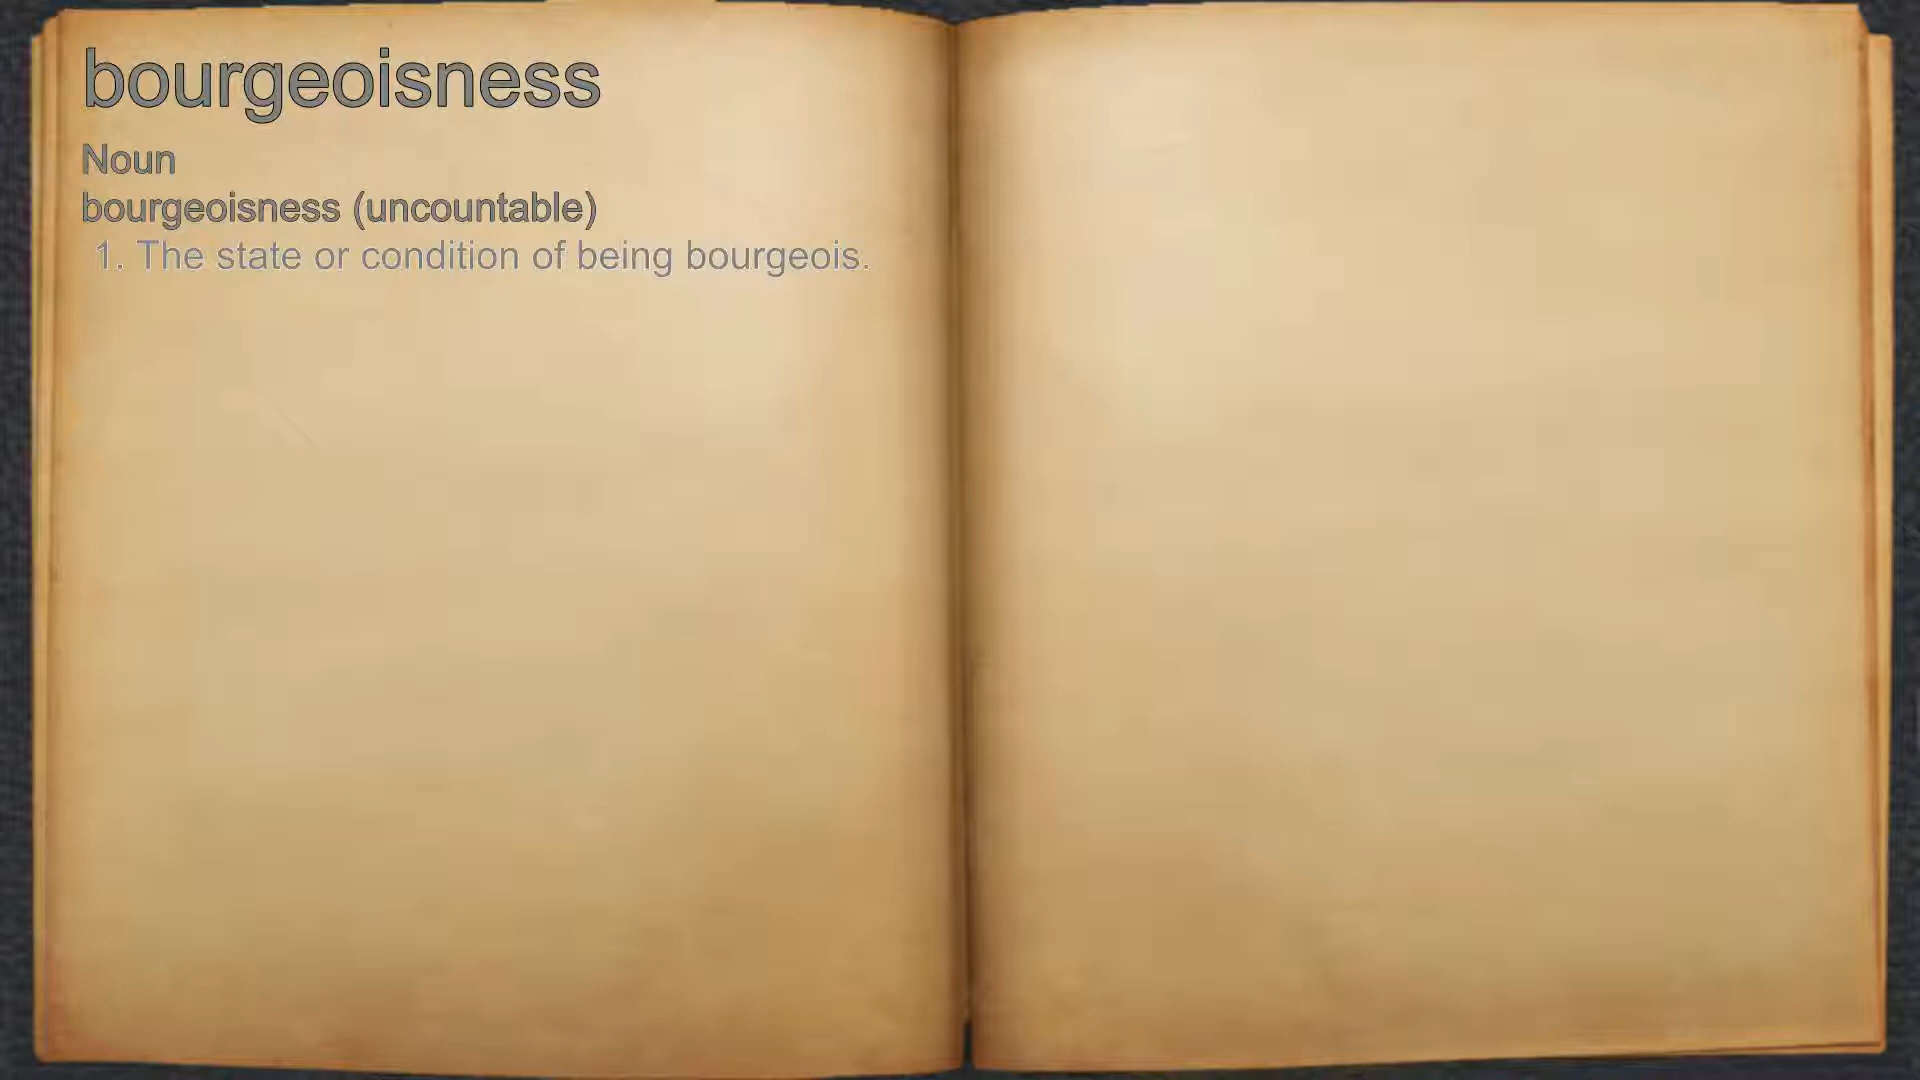 bourgeoisness
Noun
bourgeoisness (uncountable)
1. The state or condition of being bourgeois.